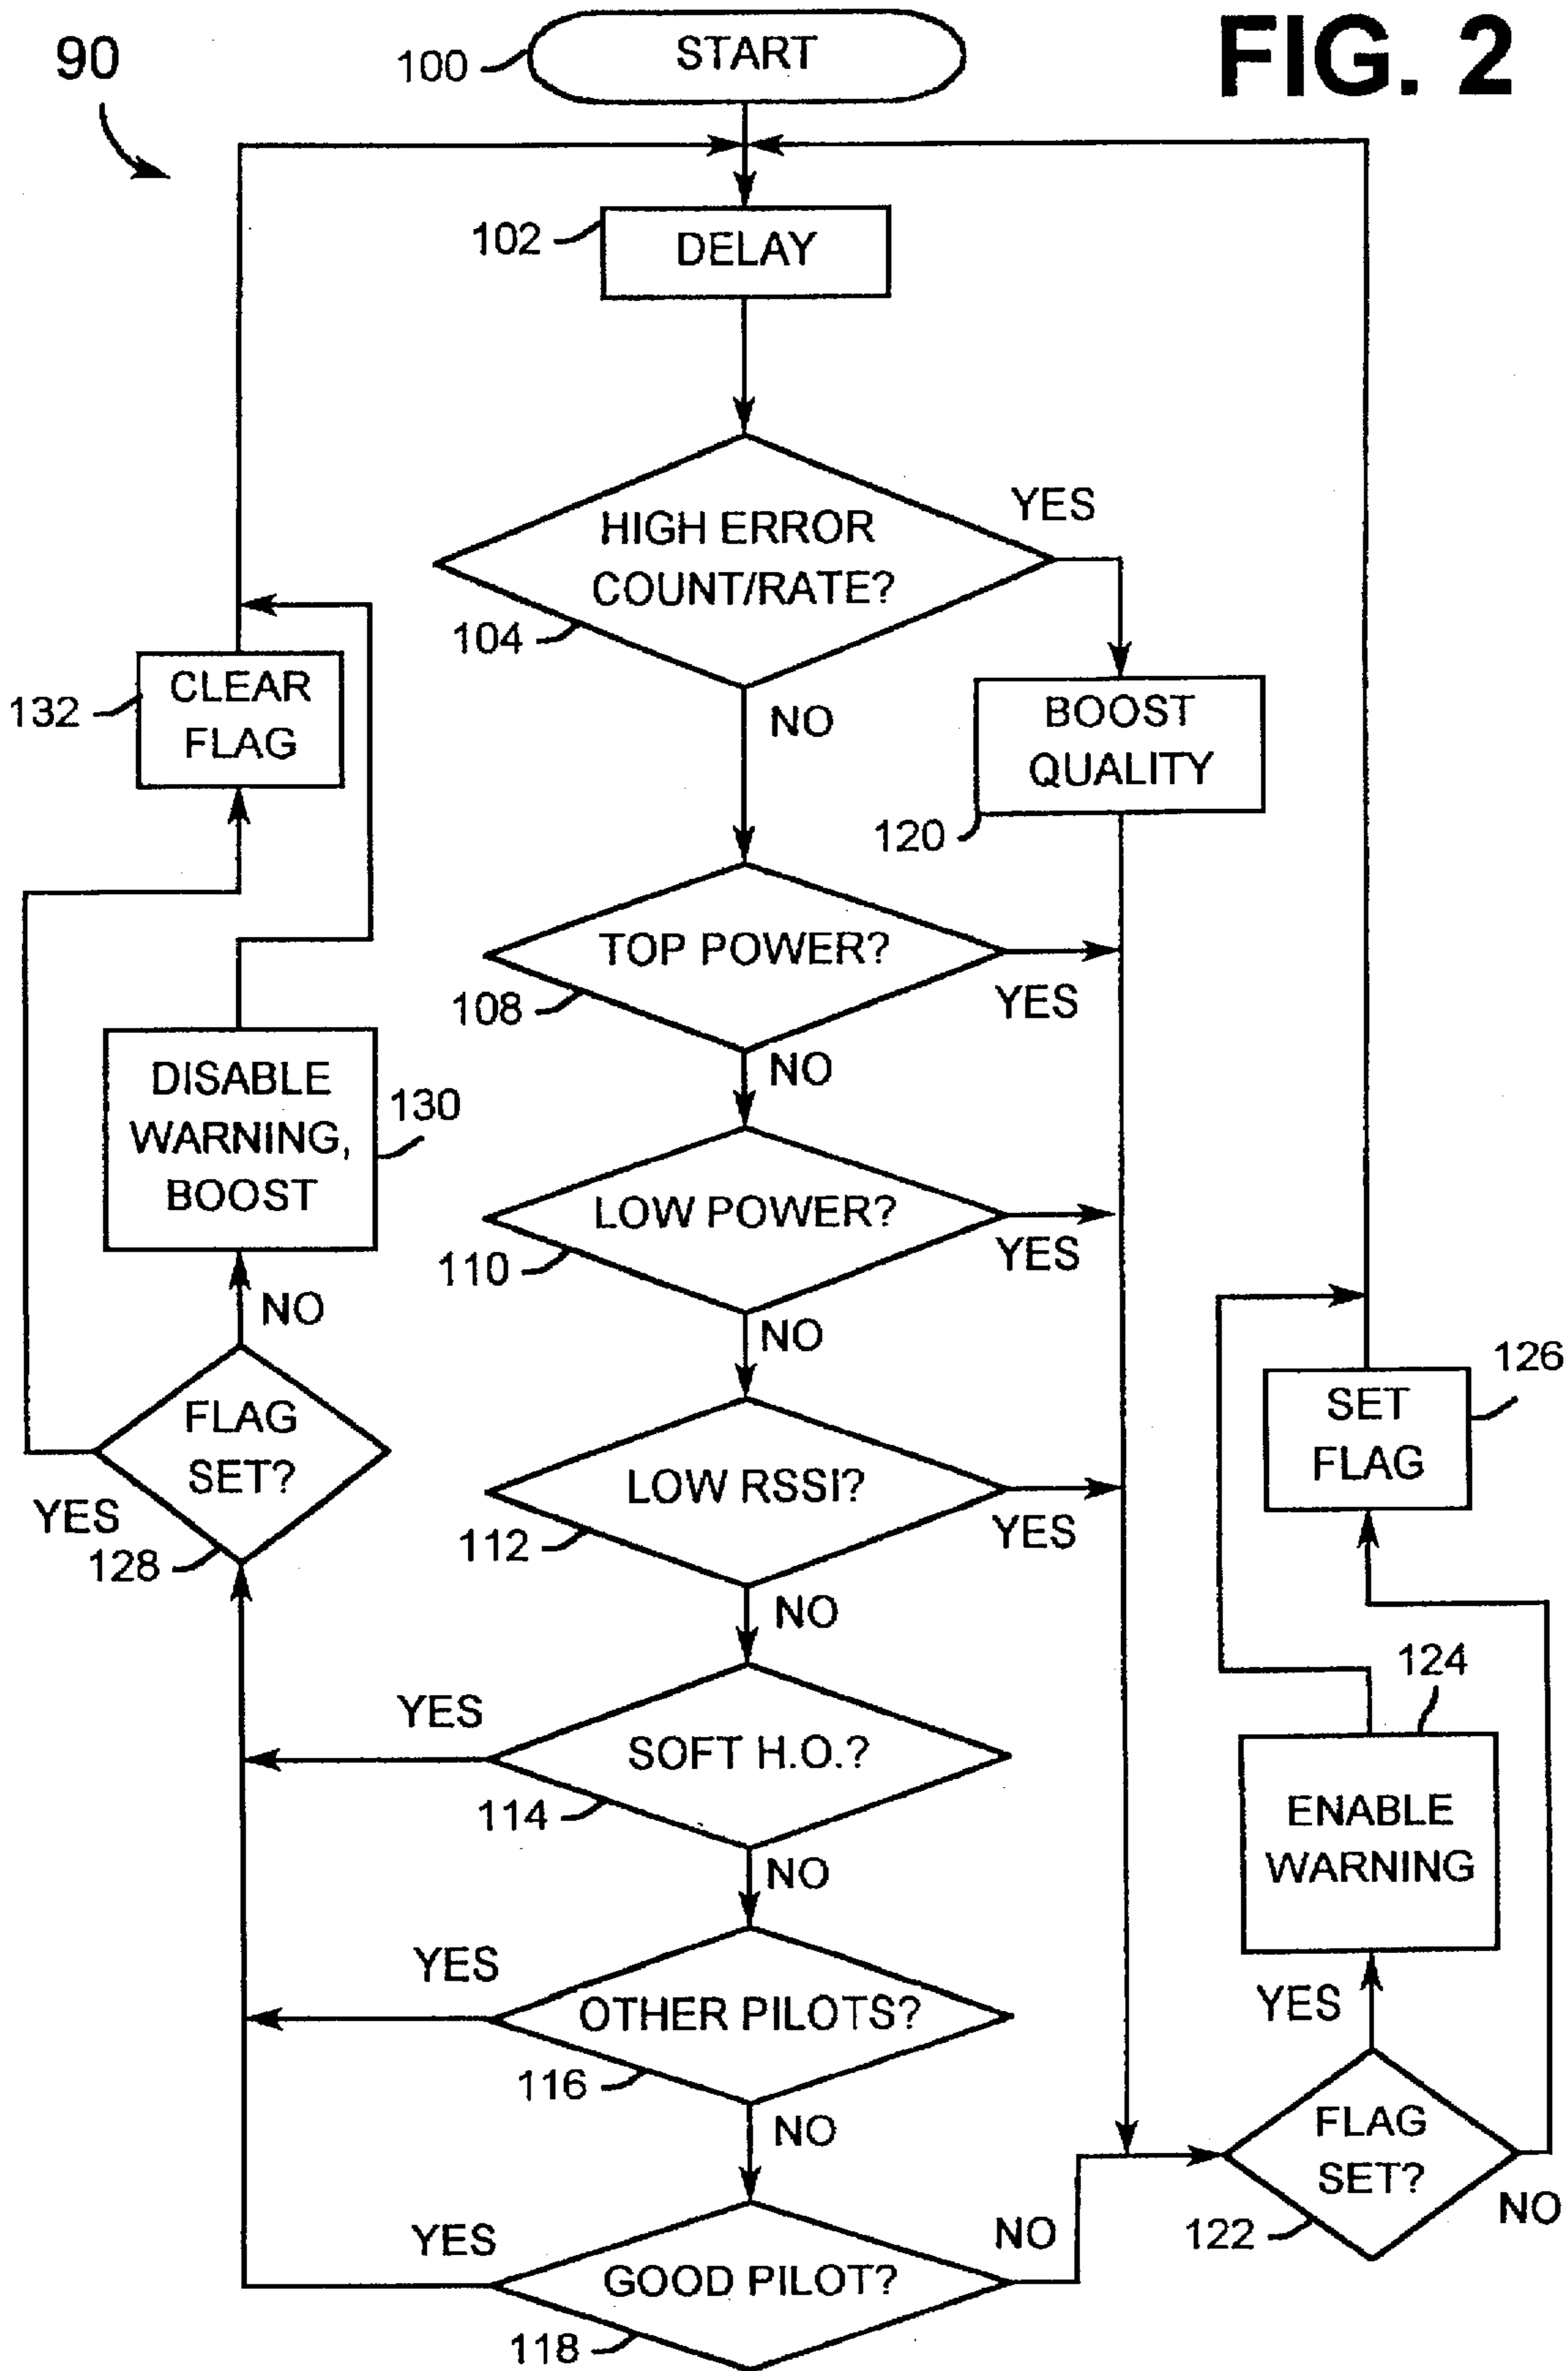 FIG. 2
90
100
START
102
DELAY
HIGH ERROR
COUNT/RATE?
104
YES
NO
CLEAR
FLAG
132
BOOST
QUALITY
120
TOP POWER?
108
YES
NO
DISABLE
WARNING,
BOOST
130
LOW POWER?
110
YES
NO
NO
FLAG
SET?
YES
128
LOW RSSI?
112
YES
NO
SET
FLAG
126
SOFT H.O.?
114
YES
NO
124
ENABLE
WARNING
OTHER PILOTS?
116
YES
NO
YES
FLAG
SET?
122
NO
GOOD PILOT?
118
YES
NO